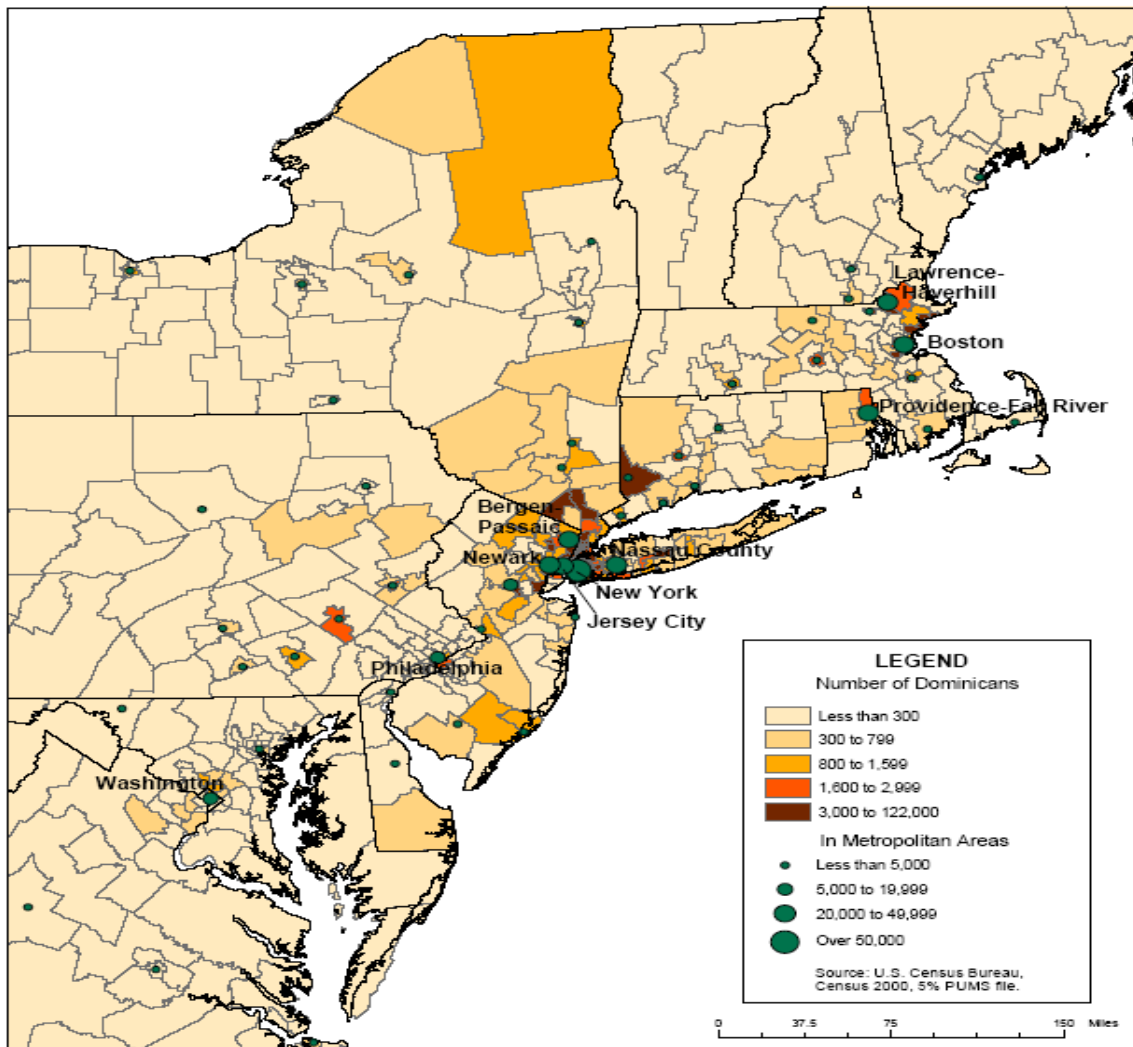 Lawrence-
Haverhill
Boston
Providence-Fall River
Bergen-
Passaic
Nassau County
Newark
New York
Jersey City
Philadelphia
Washington
LEGEND
Number of Dominicans
Less than 300
300 to 799
800 to 1,599
1,600 to 2,999
3,000 to 122,000
In Metropolitan Areas
Less than 5,000
5,000 to 19,999
20,000 to 49,999
Over 50,000
Source: U.S. Census Bureau,
Census 2000, 5% PUMS file.
0 37.5 75 150 Miles